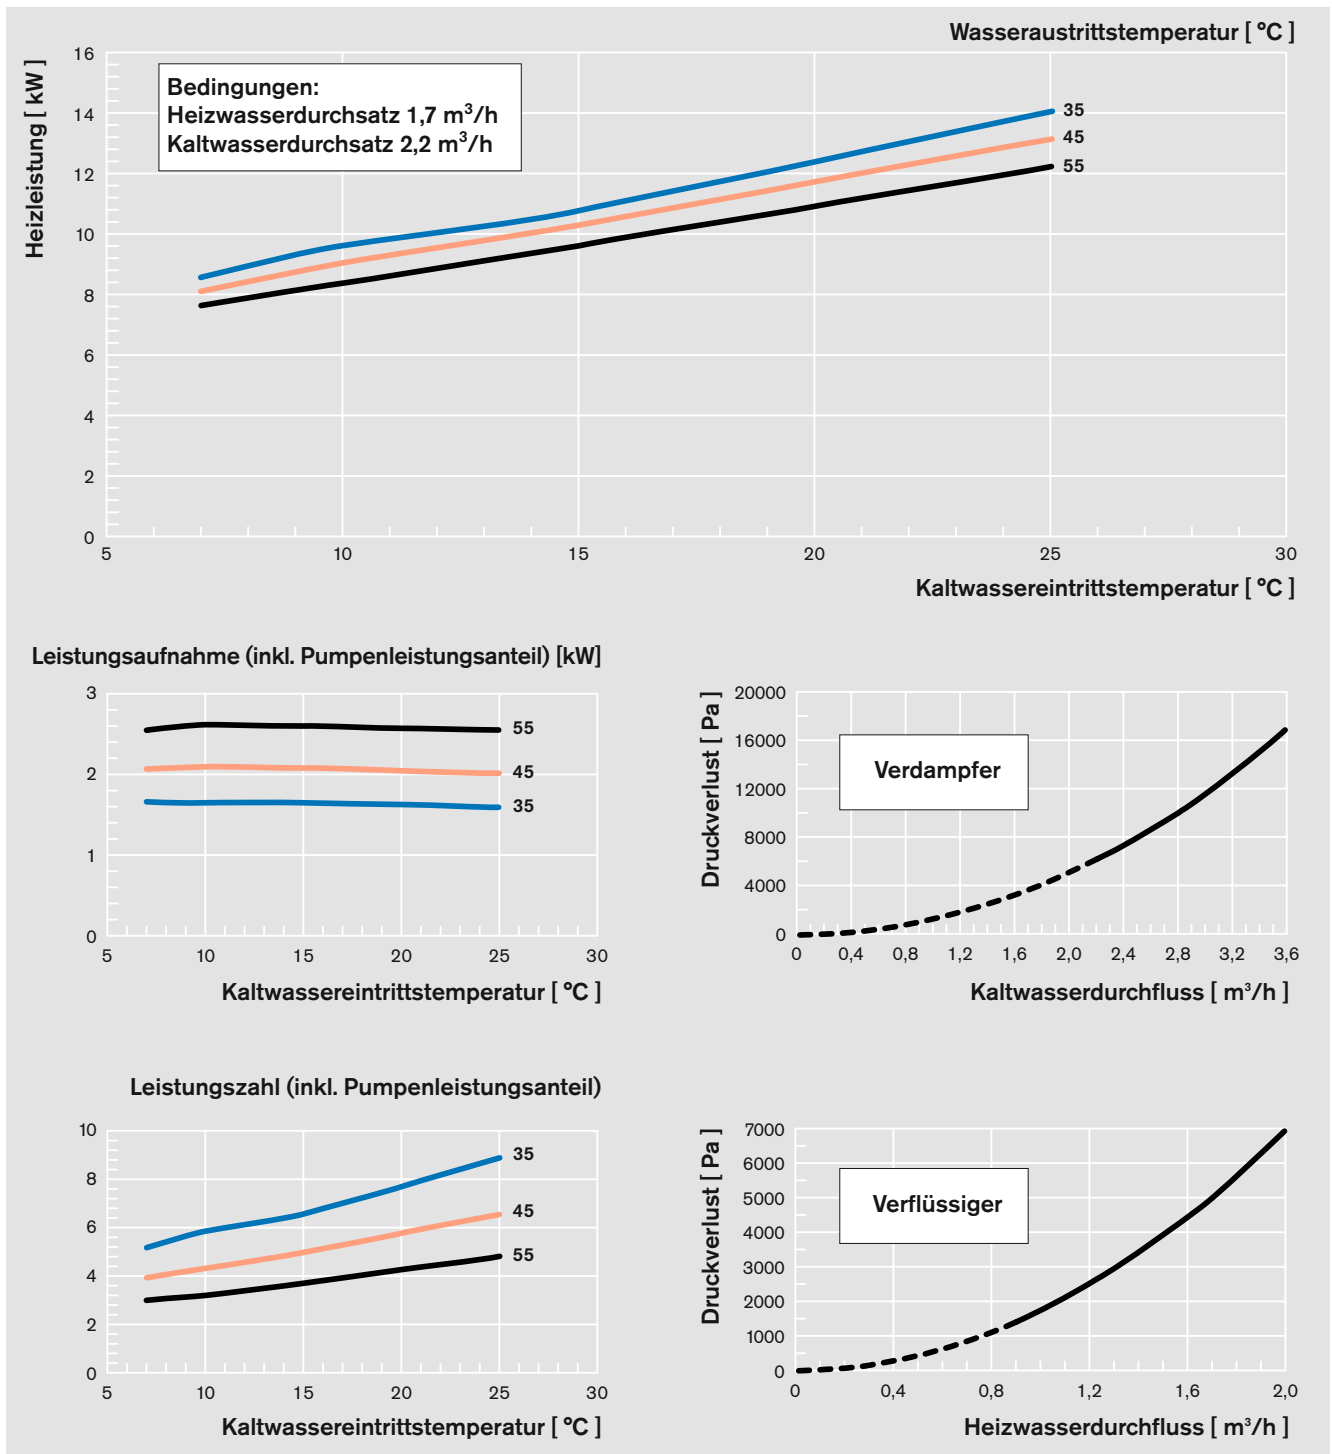 Wasseraustrittstemperatur [ °C ]
Heizleistung [ kW ]
16
14
12
10
8
6
4
2
0
Bedingungen:
Heizwasserdurchsatz 1,7 m³/h
Kaltwasserdurchsatz 2,2 m³/h
35
45
55
5 10 15 20 25 30
Kaltwassereintrittstemperatur [ °C ]
Leistungsaufnahme (inkl. Pumpenleistungsanteil) [kW]
3
2
1
0
55
45
35
5 10 15 20 25 30
Kaltwassereintrittstemperatur [ °C ]
Druckverlust [ Pa ]
20000
16000
12000
8000
4000
0
Verdampfer
0 0,4 0,8 1,2 1,6 2,0 2,4 2,8 3,2 3,6
Kaltwasserdurchfluss [ m³/h ]
Leistungszahl (inkl. Pumpenleistungsanteil)
10
8
6
4
2
0
35
45
55
5 10 15 20 25 30
Kaltwassereintrittstemperatur [ °C ]
Druckverlust [ Pa ]
7000
6000
5000
4000
3000
2000
1000
0
Verflüssiger
0 0,4 0,8 1,2 1,6 2,0
Heizwasserdurchfluss [ m³/h ]